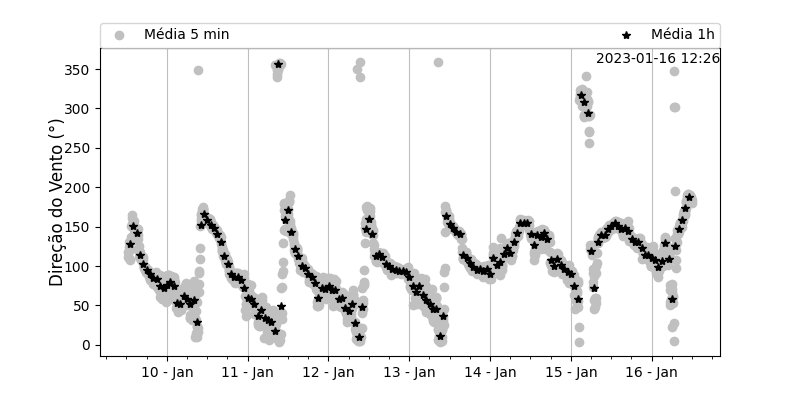 Média 5 min
Média 1h
2023-01-16 12:26
Direção do Vento (°)
350
300
250
200
150
100
50
0
10 - Jan
11 - Jan
12 - Jan
13 - Jan
14 - Jan
15 - Jan
16 - Jan